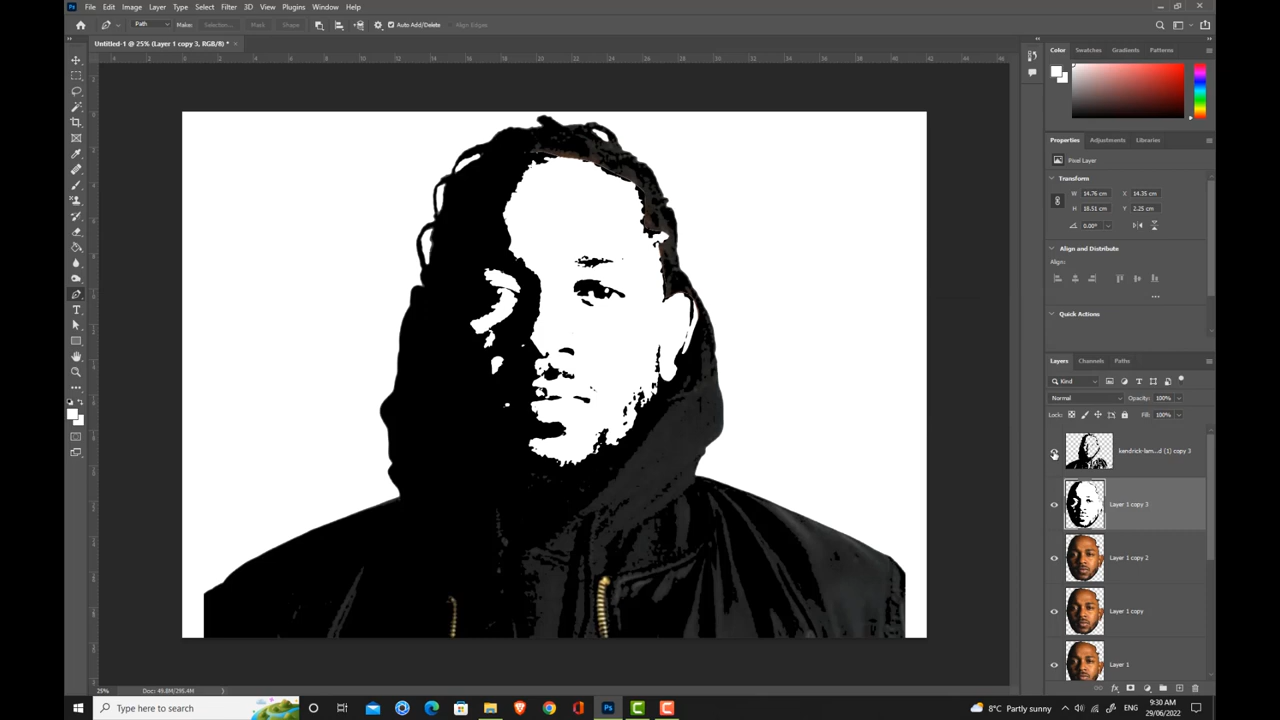 Ps File Edit Image Layer Type Select Filter 3D View Plugins Window Help
Path Make: Selection... Mask Shape Auto Add/Delete Align Edges
Untitled-1 @ 25% (Layer 1 copy 3, RGB/8) * ×
Color Swatches Gradients Patterns
Properties Adjustments Libraries
Pixel Layer
Transform
W 14.76 cm X 14.35 cm
H 18.51 cm Y 2.25 cm
0.00°
Align and Distribute
Align:
...
Quick Actions
Layers Channels Paths
Kind
Normal Opacity: 100%
Lock: Fill: 100%
kendrick-lam...d (1) copy 3
Layer 1 copy 3
Layer 1 copy 2
Layer 1 copy
Layer 1
25% Doc: 49.8M/295.4M
Type here to search
Ps
8°C Partly sunny
9:30 AM
29/06/2022